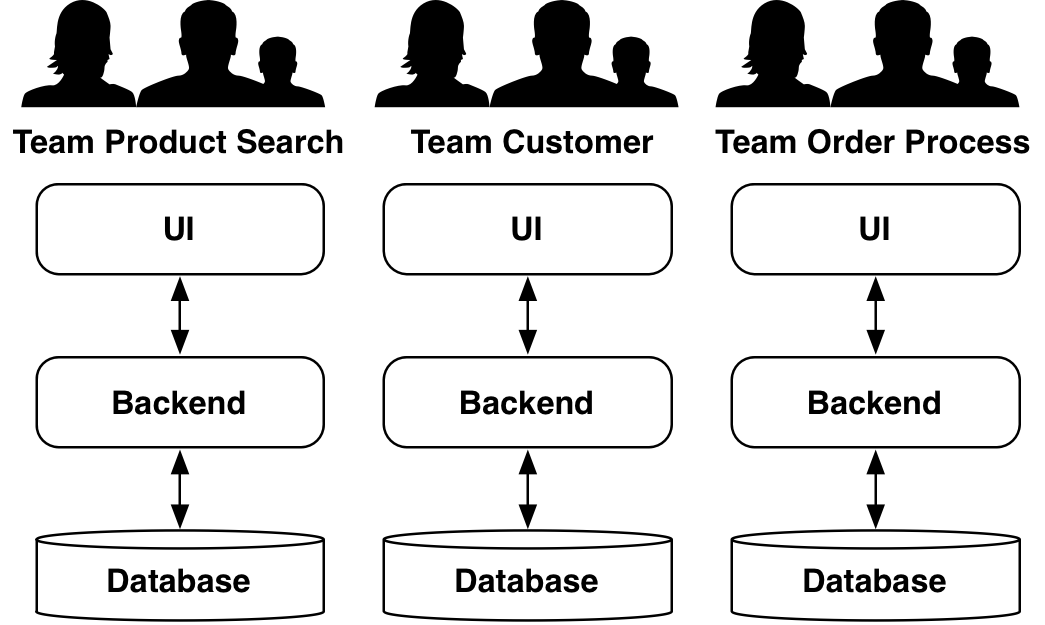 Team Product Search
Team Customer
Team Order Process
UI
UI
UI
Backend
Backend
Backend
Database
Database
Database